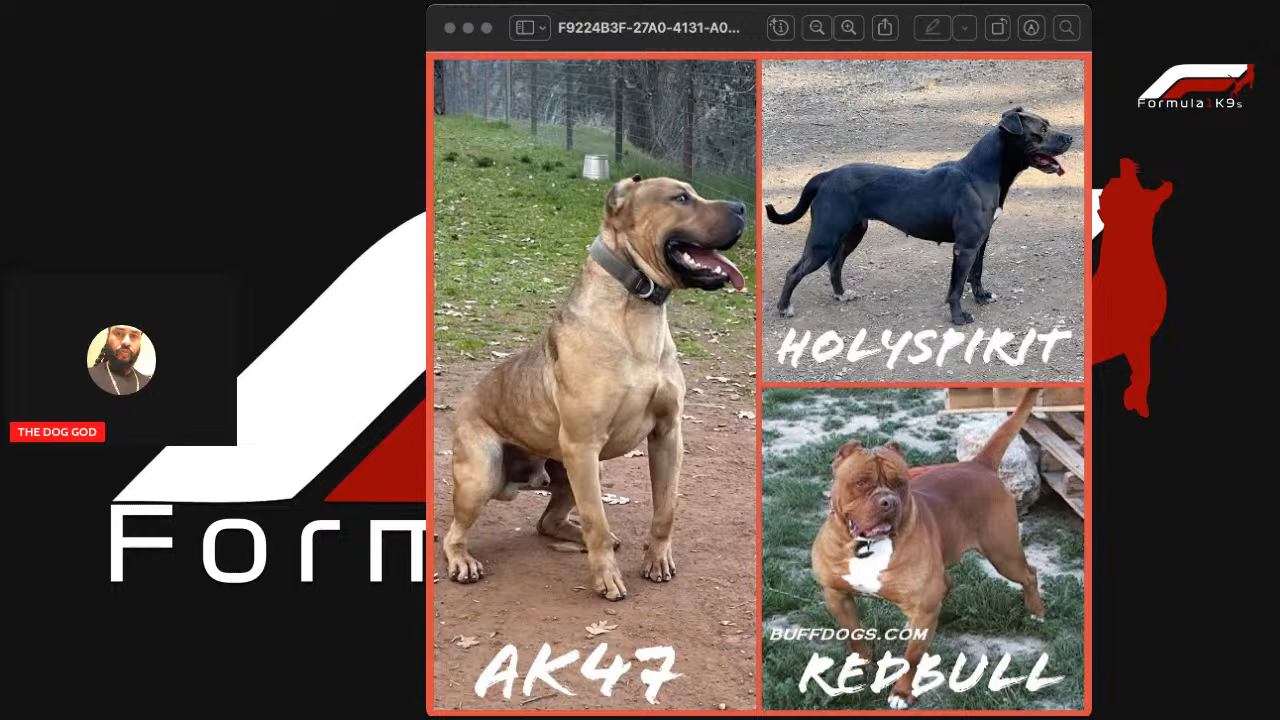 F9224B3F-27A0-4131-A0...
Formula1K9s
HOLYSPIRIT
THE DOG GOD
Form
BUFFDOGS.COM
AK47
REDBULL